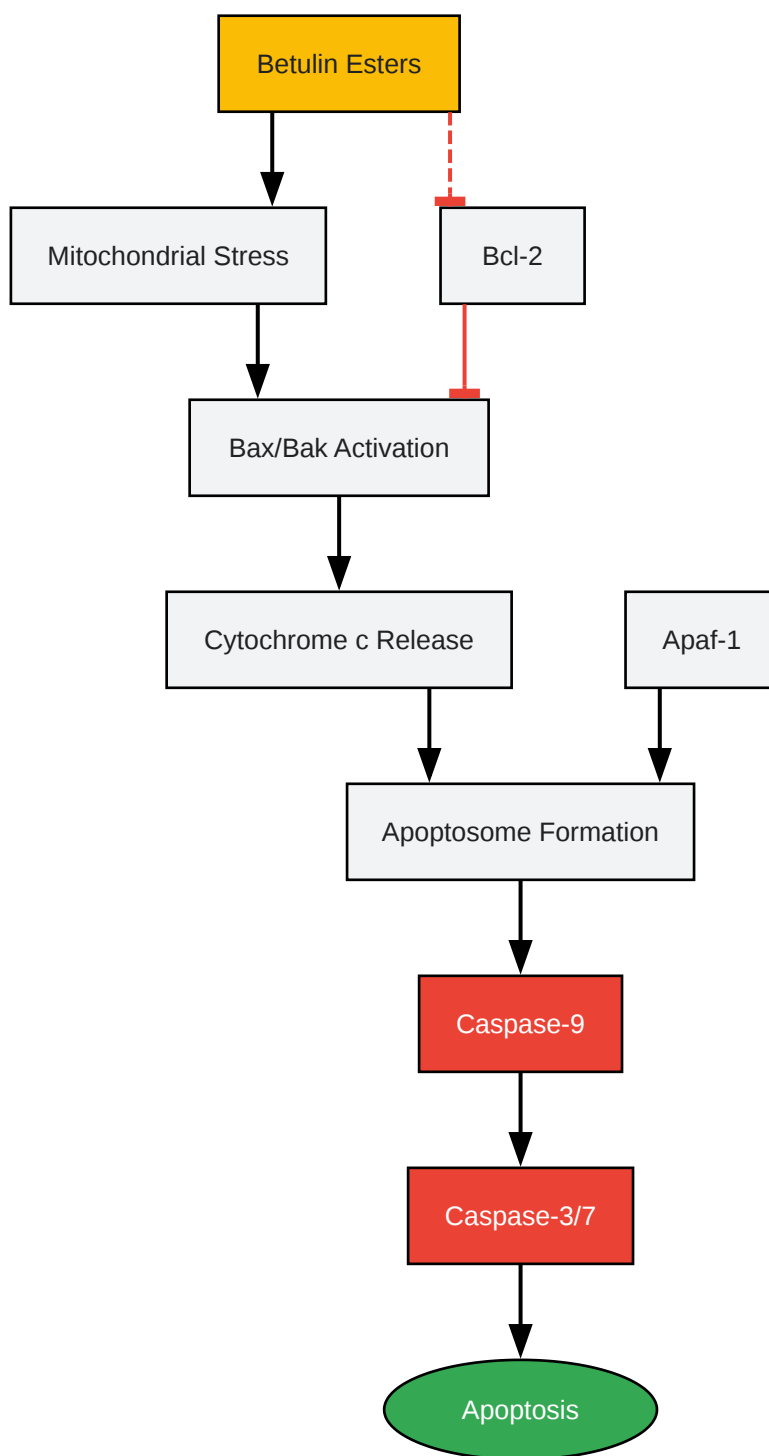 Betulin Esters
Mitochondrial Stress
Bcl-2
Bax/Bak Activation
Cytochrome c Release
Apaf-1
Apoptosome Formation
Caspase-9
Caspase-3/7
Apoptosis